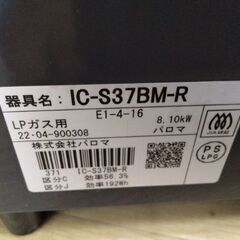 器具名：IC-S37BM-R
E1-4-16
LPガス用 8.10kW
22·04-900308 パロマ
株式会社パロマ
371 IC-S37BM-R
区分C 効率56.3%
区分J 効率192Wh
PS
LPG